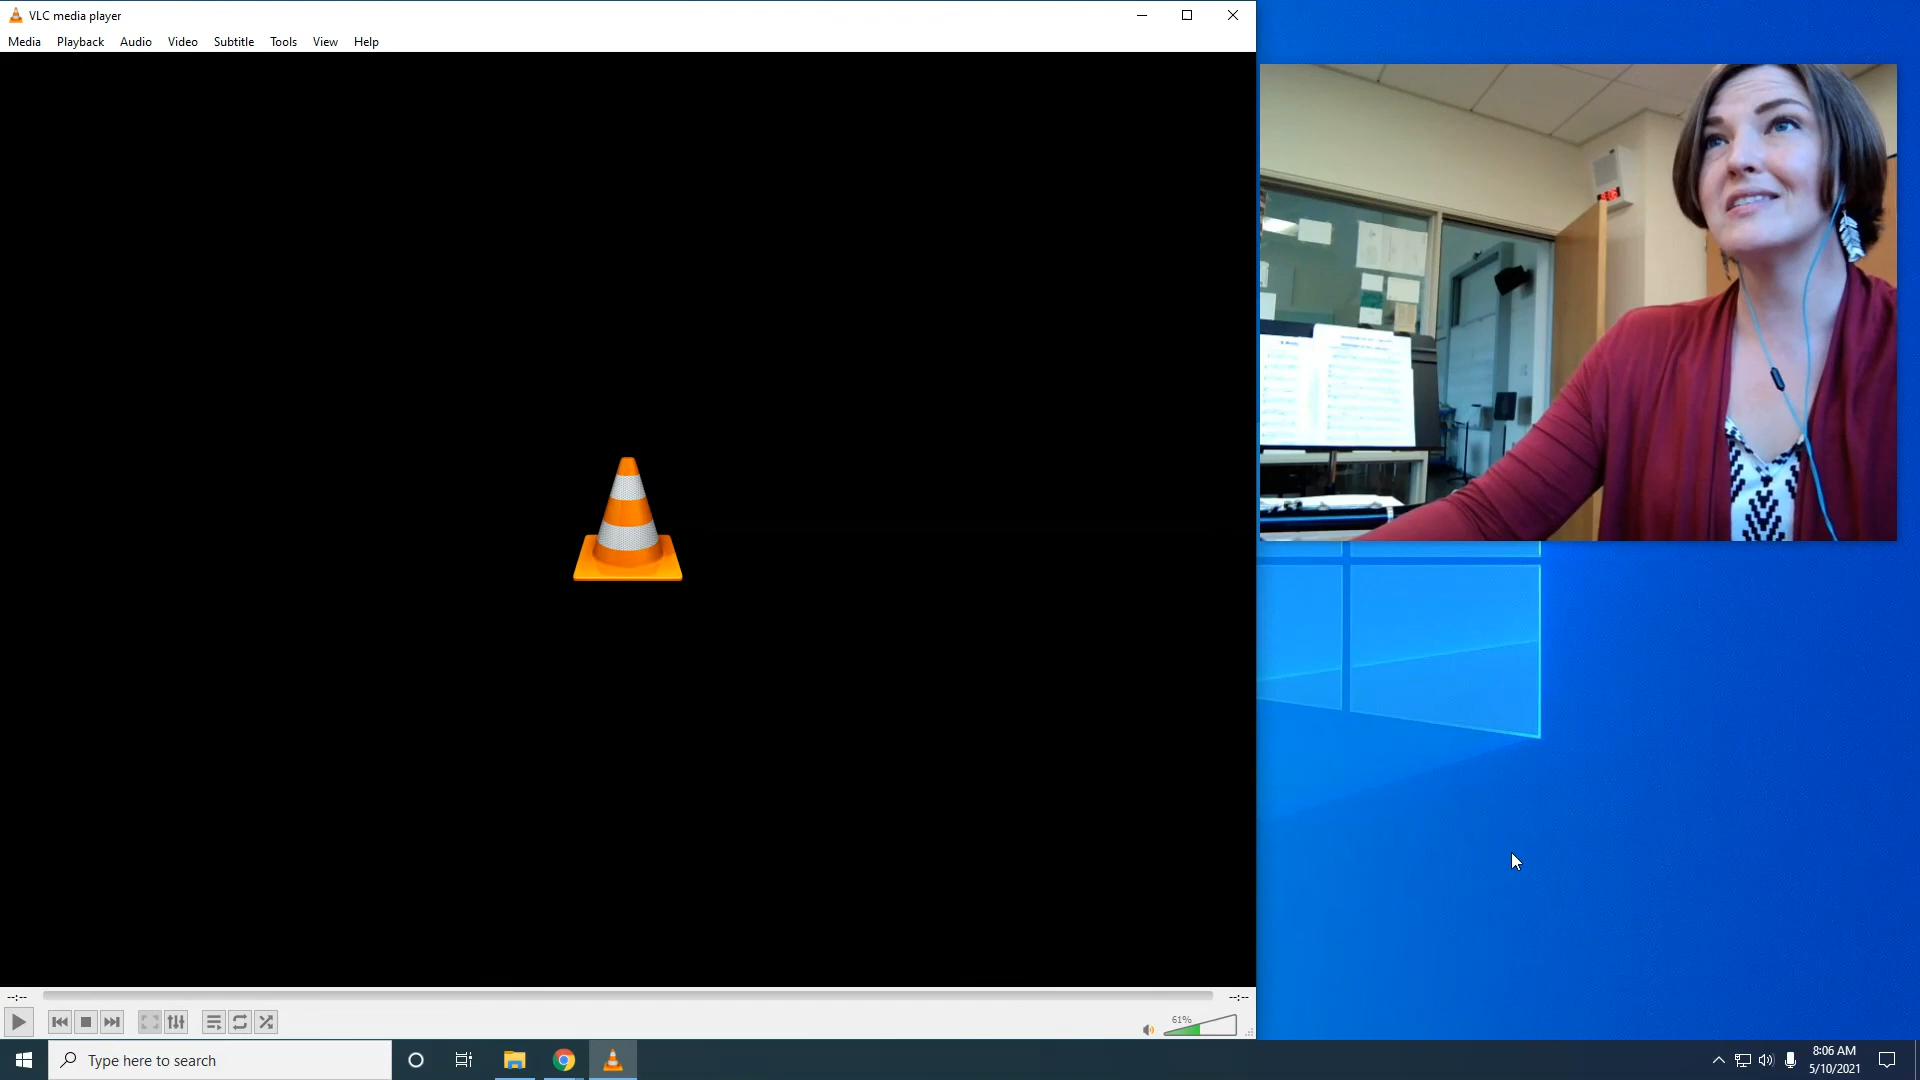 VLC media player
Media Playback Audio Video Subtitle Tools View Help
--:-- --:--
61%
Type here to search
8:06 AM
5/10/2021